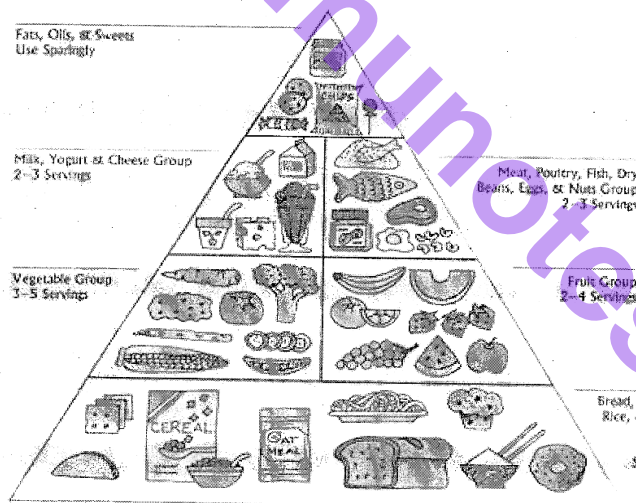 Fats, Oils, & Sweets
Use Sparingly
CHIPS
Milk, Yogurt & Cheese Group
2-3 Servings
Meat, Poultry, Fish, Dry
Beans, Eggs, & Nuts Group
2-3 Servings
Vegetable Group
3-5 Servings
Fruit Group
2-4 Servings
Bread,
Rice,
CEREAL
OAT
MEAL
nunotes